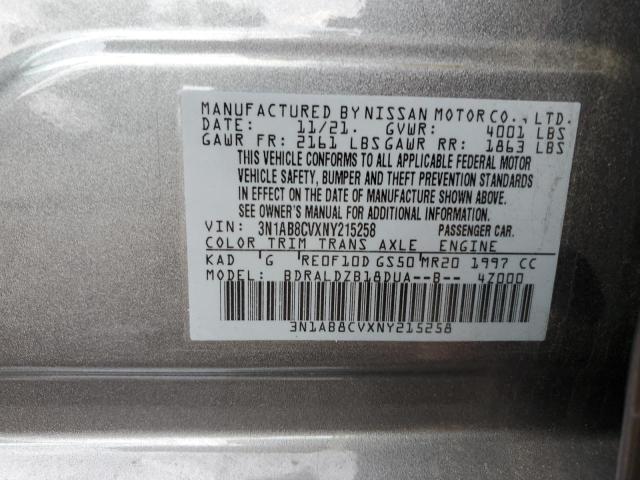 MANUFACTURED BY NISSAN MOTOR CO., LTD.
DATE: 11/21. GVWR: 4001 LBS
GAWR FR: 2161 LBS GAWR RR: 1863 LBS
THIS VEHICLE CONFORMS TO ALL APPLICABLE FEDERAL MOTOR
VEHICLE SAFETY, BUMPER AND THEFT PREVENTION STANDARDS
IN EFFECT ON THE DATE OF MANUFACTURE SHOWN ABOVE.
SEE OWNER'S MANUAL FOR ADDITIONAL INFORMATION.
VIN: 3N1AB8CVXNY215258 PASSENGER CAR.
COLOR TRIM TRANS AXLE ENGINE
KAD G RE0F10D GS50 MR20 1997 CC
MODEL: BDRALDZB18DUA--B-- 4Z000
3N1AB8CVXNY215258